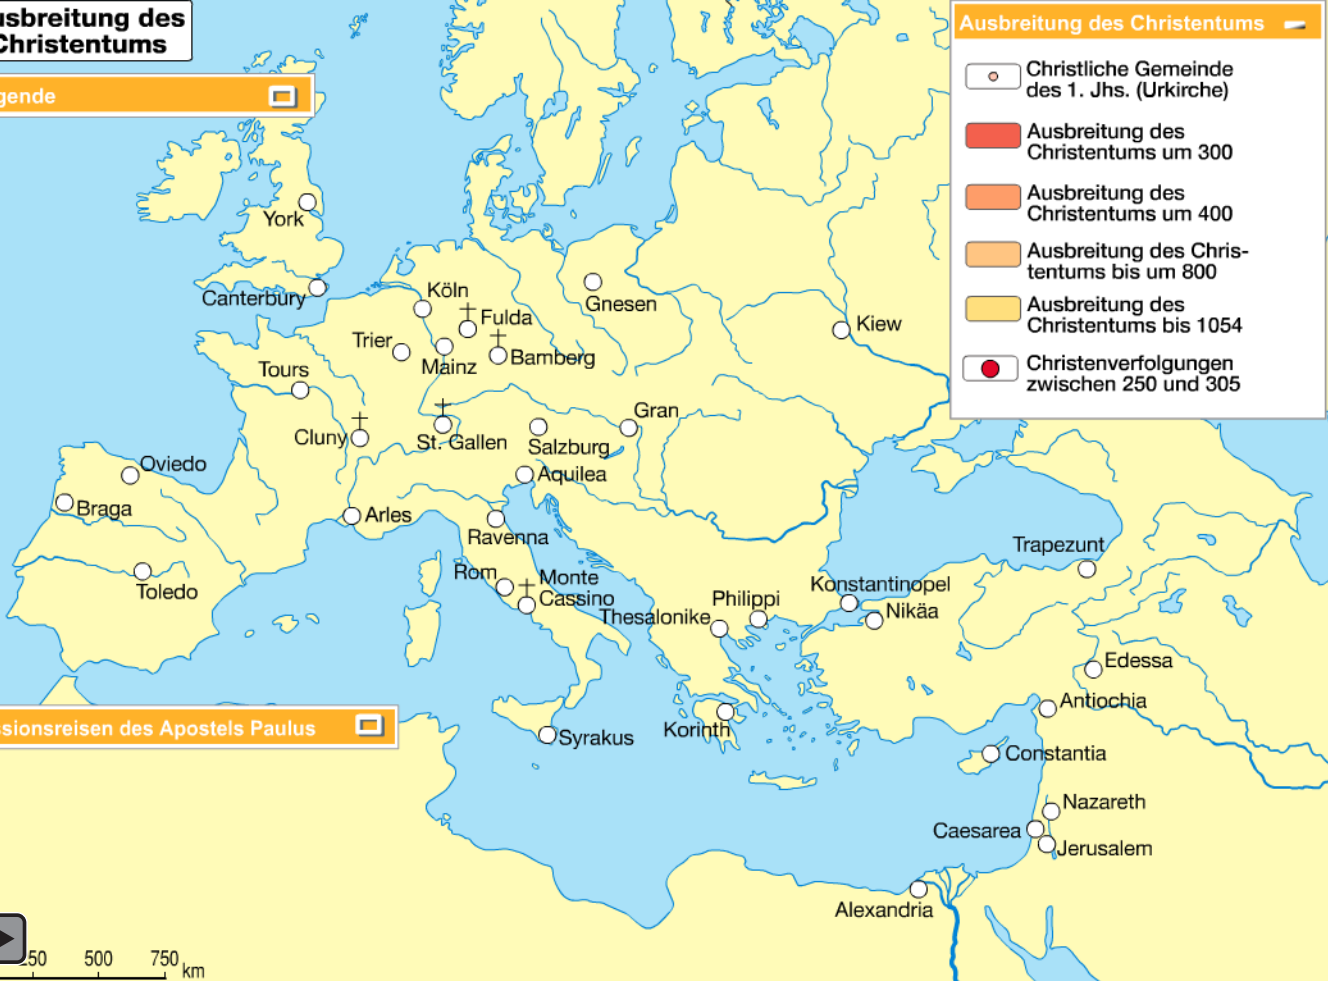 usbreitung des
Christentums
gende
Ausbreitung des Christentums
Christliche Gemeinde
des 1. Jhs. (Urkirche)
Ausbreitung des
Christentums um 300
Ausbreitung des
Christentums um 400
Ausbreitung des Chris-
tentums bis um 800
Ausbreitung des
Christentums bis 1054
Christenverfolgungen
zwischen 250 und 305
York
Canterbury
Köln
Fulda
Gnesen
Kiew
Trier
Mainz
Bamberg
Tours
Gran
Cluny
St. Gallen
Salzburg
Oviedo
Aquilea
Braga
Arles
Ravenna
Trapezunt
Toledo
Rom
Monte
Cassino
Konstantinopel
Philippi
Nikäa
Thesalonike
Edessa
Antiochia
ssionsreisen des Apostels Paulus
Korinth
Syrakus
Constantia
Nazareth
Caesarea
Jerusalem
Alexandria
250 500 750 km